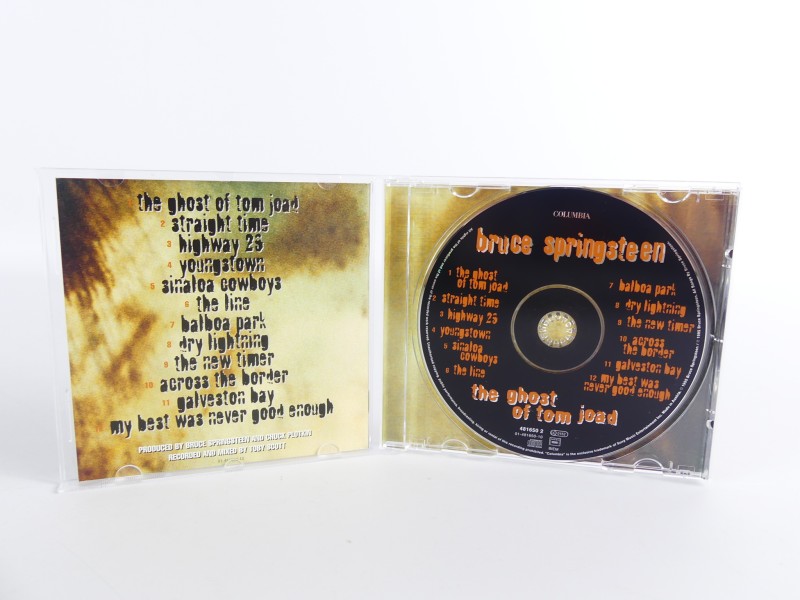 the ghost of tom joad
2 straight time
3 highway 29
4 youngstown
5 sinaloa cowboys
6 the line
7 balboa park
8 dry lightning
9 the new timer
10 across the border
11 galveston bay
my best was never good enough
PRODUCED BY BRUCE SPRINGSTEEN AND CHUCK PLOTKIN
RECORDED AND MIXED BY TOBY SCOTT
COLUMBIA
bruce springsteen
1 the ghost
of tom joad
2 straight time
3 highway 29
4 youngstown
5 sinaloa
cowboys
6 the line
7 balboa park
8 dry lightning
9 the new timer
10 across
the border
11 galveston bay
12 my best was
never good enough
the ghost
of tom joad
481650 2
01-481650-10